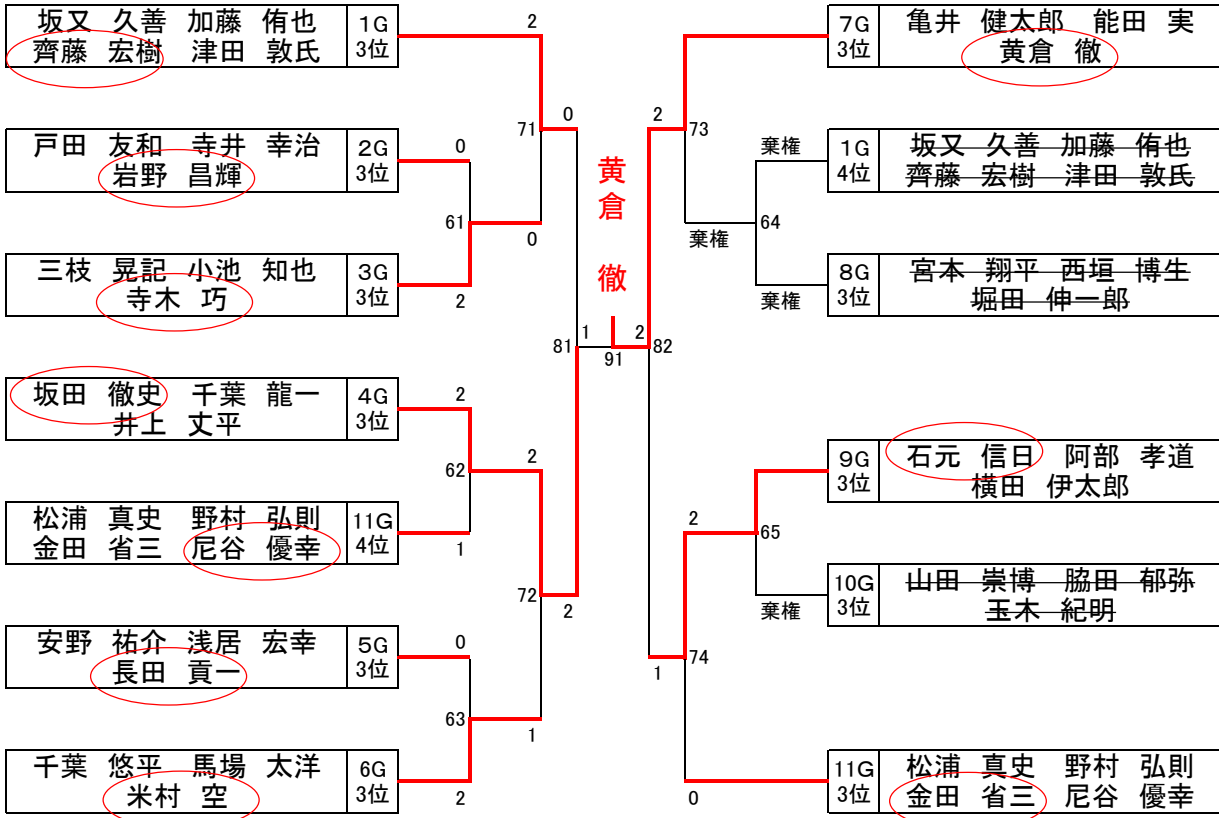 坂又 久善 加藤 侑也
齊藤 宏樹 津田 敦氏
1G
3位
戸田 友和 寺井 幸治
岩野 昌輝
2G
3位
三枝 晃記 小池 知也
寺木 巧
3G
3位
坂田 徹史 千葉 龍一
井上 丈平
4G
3位
松浦 真史 野村 弘則
金田 省三 尼谷 優幸
11G
4位
安野 祐介 浅居 宏幸
長田 貢一
5G
3位
千葉 悠平 馬場 太洋
米村 空
6G
3位
2
71
0
0
61
0
2
2
62
2
1
72
2
0
63
1
2
81
1
黄倉 徹
91
2
82
2
73
棄権
64
棄権
棄権
2
65
棄権
74
1
0
7G
3位
亀井 健太郎 能田 実
黄倉 徹
1G
4位
坂又 久善 加藤 侑也
齊藤 宏樹 津田 敦氏
8G
3位
宮本 翔平 西垣 博生
堀田 伸一郎
9G
3位
石元 信日 阿部 孝道
横田 伊太郎
10G
3位
山田 崇博 脇田 郁弥
玉木 紀明
11G
3位
松浦 真史 野村 弘則
金田 省三 尼谷 優幸